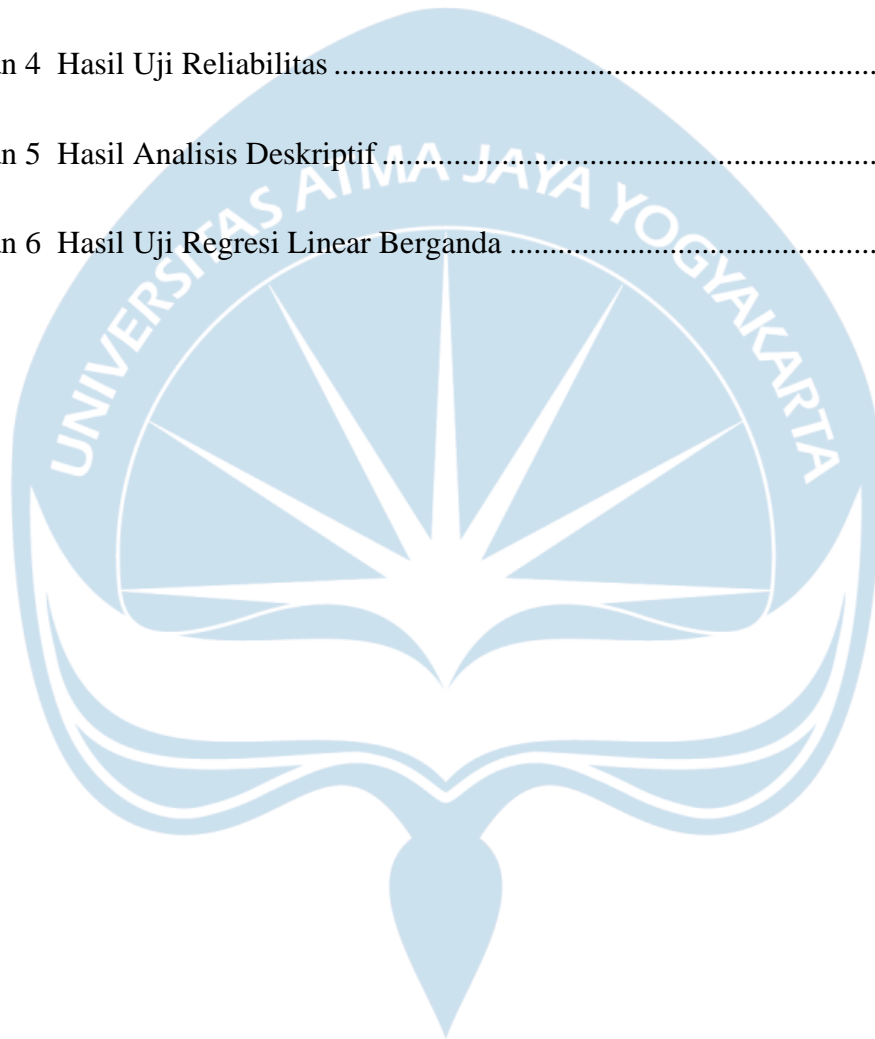 n 4 Hasil Uji Reliabilitas ....................................................................
n 5 Hasil Analisis Deskriptif ..............................................................
n 6 Hasil Uji Regresi Linear Berganda ..............................................
UNIVERSITAS ATMA JAYA YOGYAKARTA